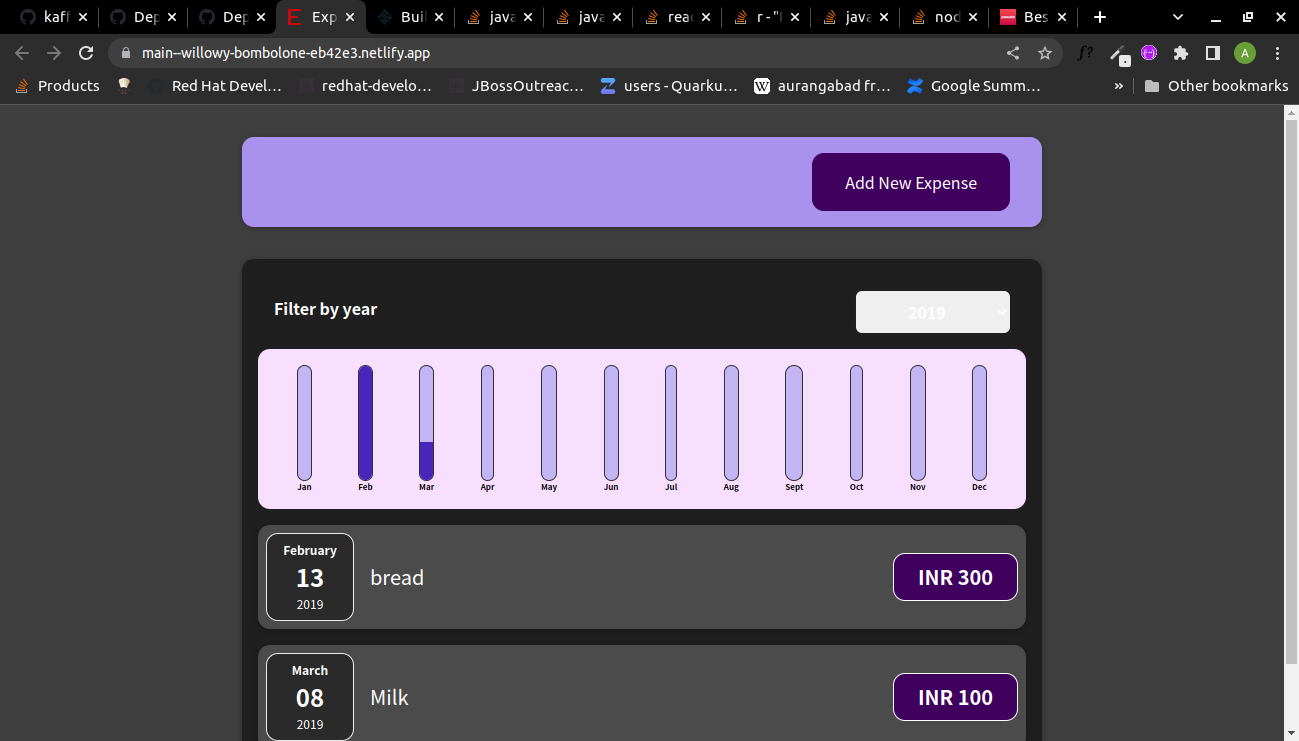 kaff Dep Dep Exp Buil java java reac r - "F java nod Bes
main--willowy-bombolone-eb42e3.netlify.app f? A
Products Red Hat Devel... redhat-develo... JBossOutreac... users - Quarku... W aurangabad fr... Google Summ... » Other bookmarks
Add New Expense
Filter by year
2019
Jan Feb Mar Apr May Jun Jul Aug Sept Oct Nov Dec
February
13
2019
bread
INR 300
March
08
2019
Milk
INR 100